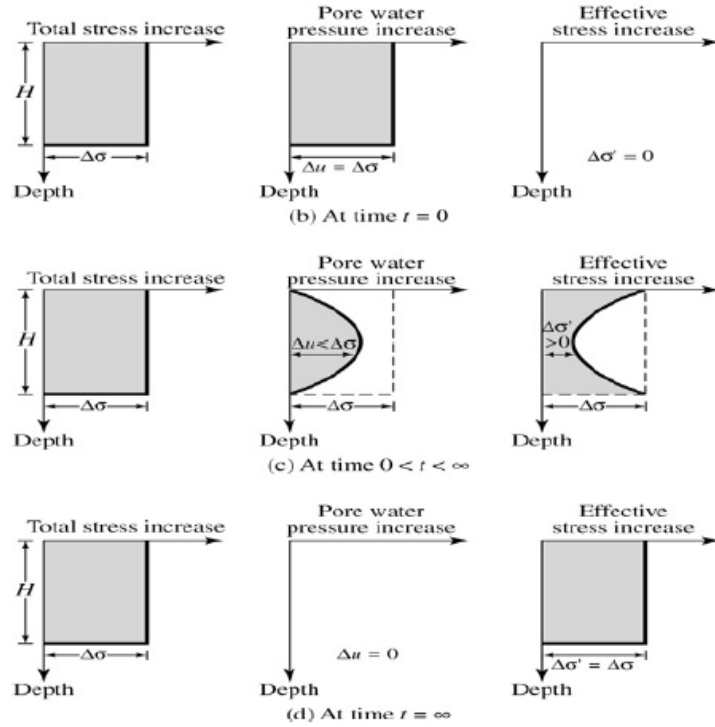 Total stress increase
Pore water
pressure increase
Effective
stress increase
H
Δσ
Δu = Δσ
Δσ' = 0
Depth
Depth
Depth
(b) At time t = 0
Total stress increase
Pore water
pressure increase
Effective
stress increase
H
Δu < Δσ
Δσ'
>0
Δσ
Δσ
Δσ
Depth
Depth
Depth
(c) At time 0 < t < ∞
Total stress increase
Pore water
pressure increase
Effective
stress increase
H
Δσ
Δu = 0
Δσ' = Δσ
Depth
Depth
Depth
(d) At time t = ∞